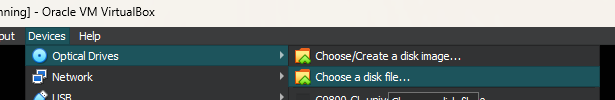 nning] - Oracle VM VirtualBox
out Devices Help
Optical Drives
Choose/Create a disk image...
Network
Choose a disk file...
USB